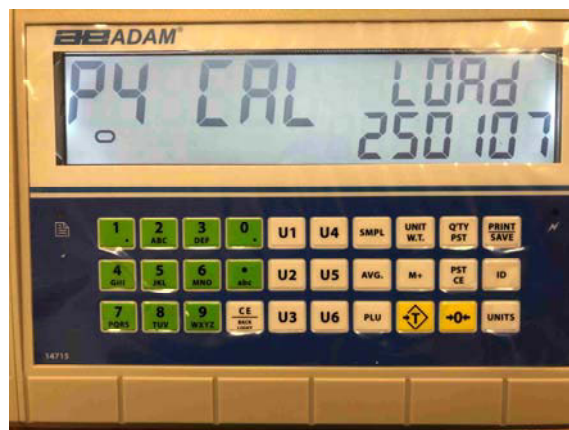 ADAM®
P4 CAL LOAd
250107
1 . 2 ABC 3 DEF 0 U1 U4 SMPL UNIT W.T. Q'TY PST PRINT SAVE
4 GHI 5 JKL 6 MNO • abc U2 U5 AVG. M+ PST CE ID
7 PQRS 8 TUV 9 WXYZ CE BACK LIGHT U3 U6 PLU T 0 UNITS
14715